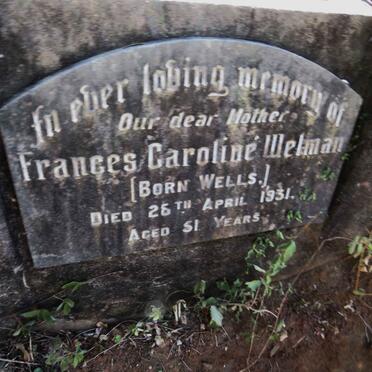 In ever loving memory of
Our dear Mother
Frances Caroline Welman
[BORN WELLS.]
DIED 26TH APRIL 1931.
AGED 51 YEARS